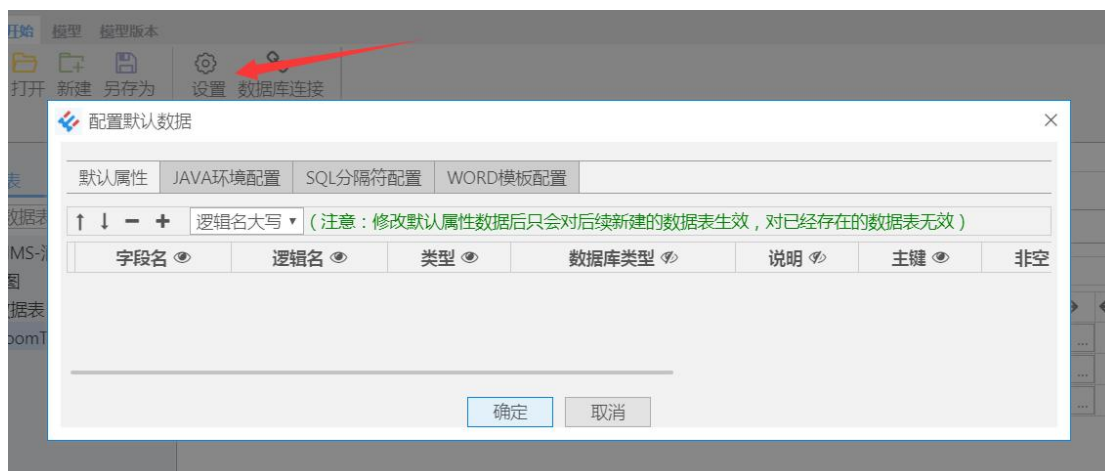 开始 模型 模型版本
打开 新建 另存为 设置 数据库连接
配置默认数据
默认属性 JAVA环境配置 SQL分隔符配置 WORD模板配置
逻辑名大写 (注意：修改默认属性数据后只会对后续新建的数据表生效，对已经存在的数据表无效)
字段名 逻辑名 类型 数据库类型 说明 主键 非空
表
数据表
MS-
图
据表
oomT
...
...
...
确定 取消